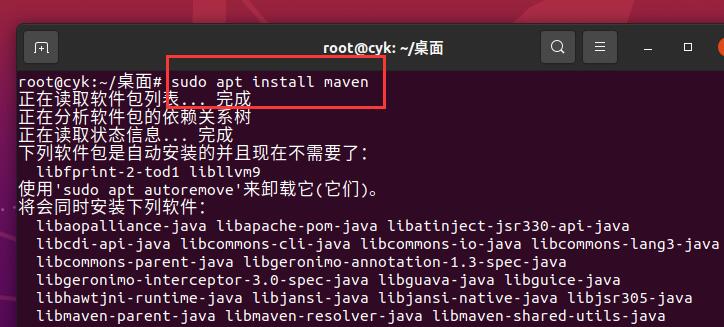 root@cyk: ~/桌面
root@cyk:~/桌面# sudo apt install maven
正在读取软件包列表... 完成
正在分析软件包的依赖关系树
正在读取状态信息... 完成
下列软件包是自动安装的并且现在不需要了：
libfprint-2-tod1 libllvm9
使用'sudo apt autoremove'来卸载它(它们)。
将会同时安装下列软件：
libaopalliance-java libapache-pom-java libatinject-jsr330-api-java
libcdi-api-java libcommons-cli-java libcommons-io-java libcommons-lang3-java
libcommons-parent-java libgeronimo-annotation-1.3-spec-java
libgeronimo-interceptor-3.0-spec-java libguava-java libguice-java
libhawtjni-runtime-java libjansi-java libjansi-native-java libjsr305-java
libmaven-parent-java libmaven-resolver-java libmaven-shared-utils-java